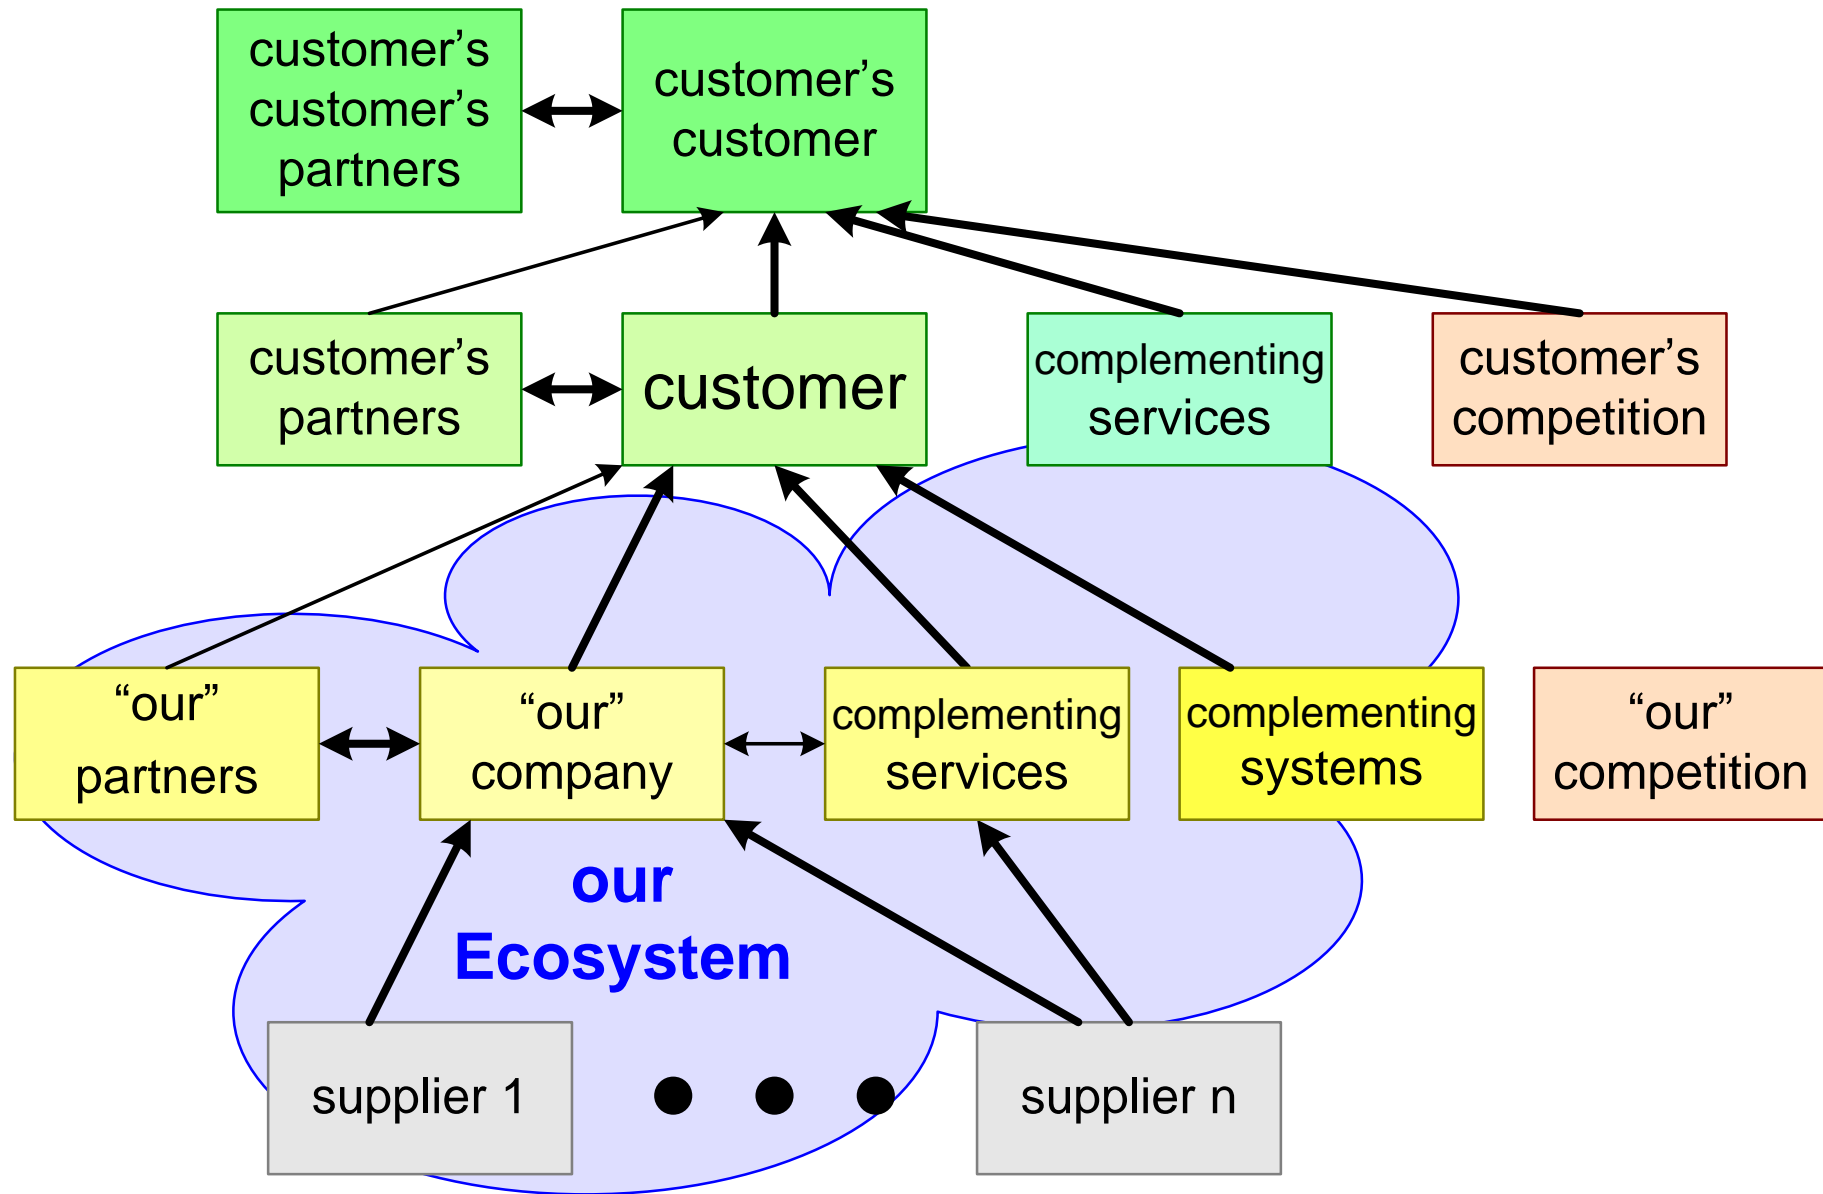 customer’s
customer’s
partners
customer’s
customer
customer’s
partners
customer
complementing
services
customer’s
competition
“our”
partners
“our”
company
complementing
services
complementing
systems
“our”
competition
our
Ecosystem
supplier 1
supplier n